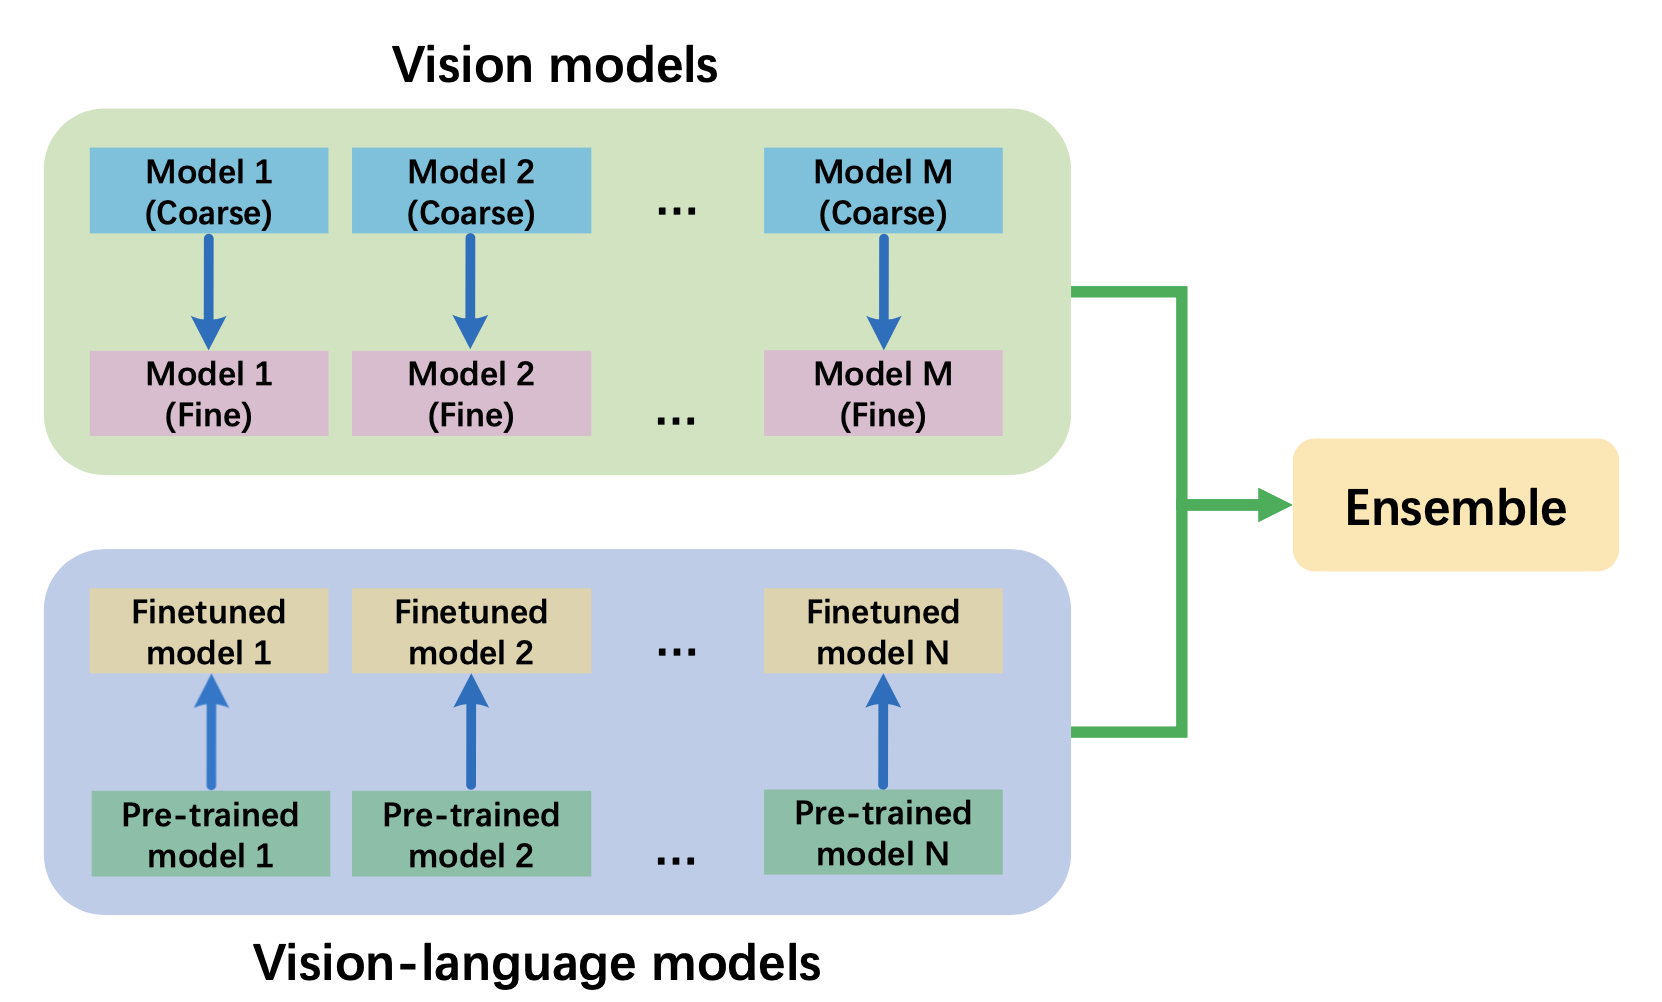 Vision models
Model 1
(Coarse)
Model 2
(Coarse)
...
Model M
(Coarse)
Model 1
(Fine)
Model 2
(Fine)
...
Model M
(Fine)
Ensemble
Finetuned
model 1
Finetuned
model 2
...
Finetuned
model N
Pre-trained
model 1
Pre-trained
model 2
...
Pre-trained
model N
Vision-language models